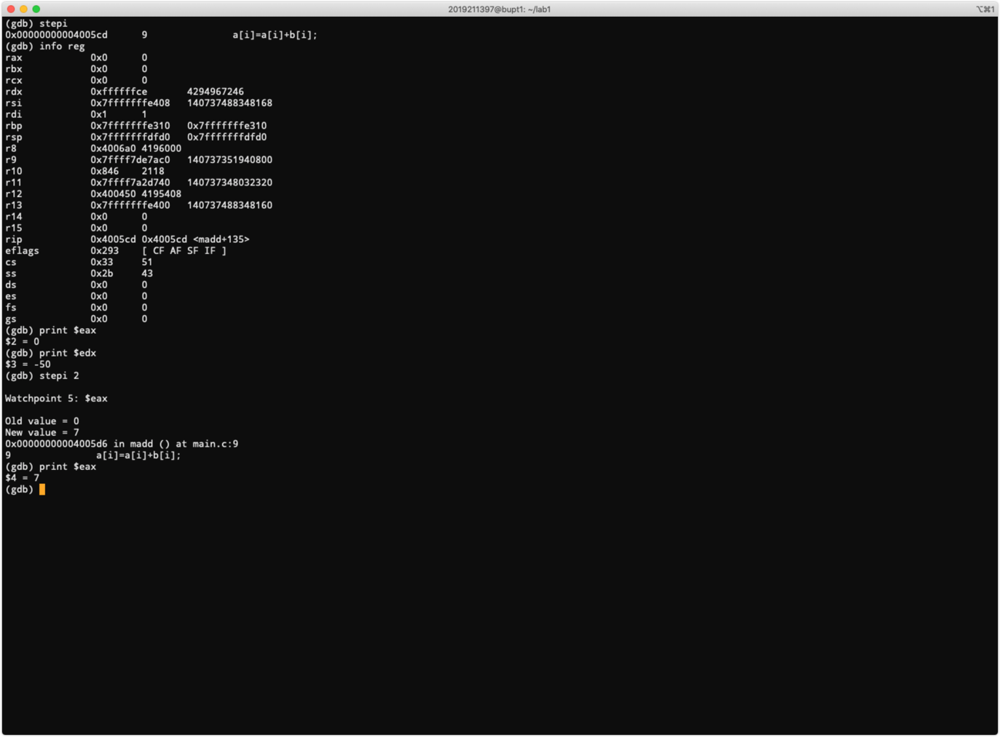 2019211397@bupt1: ~/lab1
⌥⌘1
(gdb) stepi
0x00000000004005cd      9               a[i]=a[i]+b[i];
(gdb) info reg
rax            0x0      0
rbx            0x0      0
rcx            0x0      0
rdx            0xffffffce       4294967246
rsi            0x7fffffffe408   140737488348168
rdi            0x1      1
rbp            0x7fffffffe310   0x7fffffffe310
rsp            0x7fffffffdfd0   0x7fffffffdfd0
r8             0x4006a0 4196000
r9             0x7ffff7de7ac0   140737351940800
r10            0x846    2118
r11            0x7ffff7a2d740   140737348032320
r12            0x400450 4195408
r13            0x7fffffffe400   140737488348160
r14            0x0      0
r15            0x0      0
rip            0x4005cd 0x4005cd <madd+135>
eflags         0x293    [ CF AF SF IF ]
cs             0x33     51
ss             0x2b     43
ds             0x0      0
es             0x0      0
fs             0x0      0
gs             0x0      0
(gdb) print $eax
$2 = 0
(gdb) print $edx
$3 = -50
(gdb) stepi 2
Watchpoint 5: $eax
Old value = 0
New value = 7
0x00000000004005d6 in madd () at main.c:9
9               a[i]=a[i]+b[i];
(gdb) print $eax
$4 = 7
(gdb)